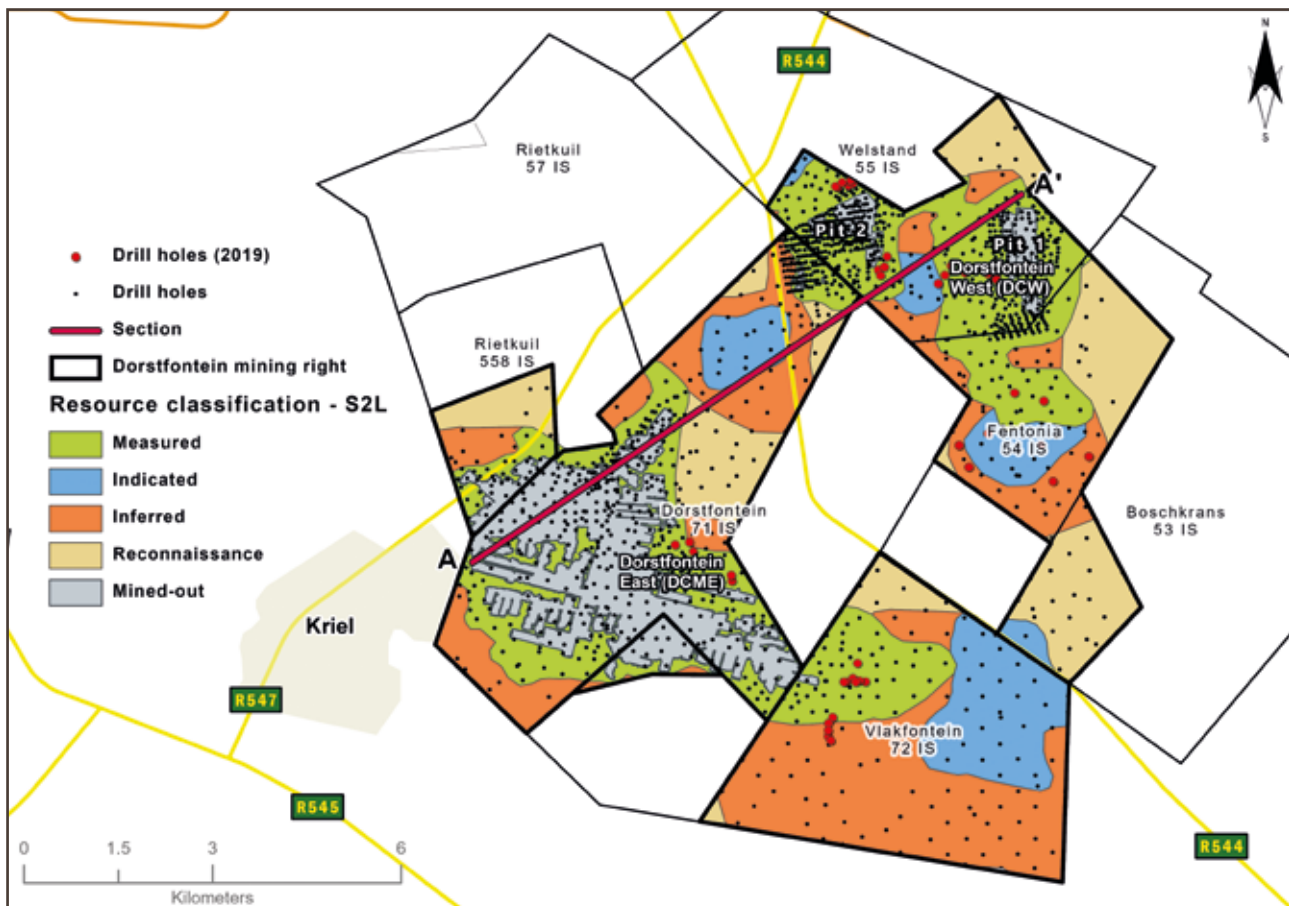 N
S
R544
Rietkuil
57 IS
Welstand
55 IS
A'
Pit 2
Pit 1
Dorstfontein
West (DCW)
Drill holes (2019)
Drill holes
Section
Dorstfontein mining right
Resource classification - S2L
Measured
Indicated
Inferred
Reconnaissance
Mined-out
Rietkuil
558 IS
Fentonia
54 IS
Dorstfontein
71 IS
Boschkrans
53 IS
A
Dorstfontein
East (DCME)
Kriel
R547
Vlakfontein
72 IS
R545
R544
0 1.5 3 6
Kilometers